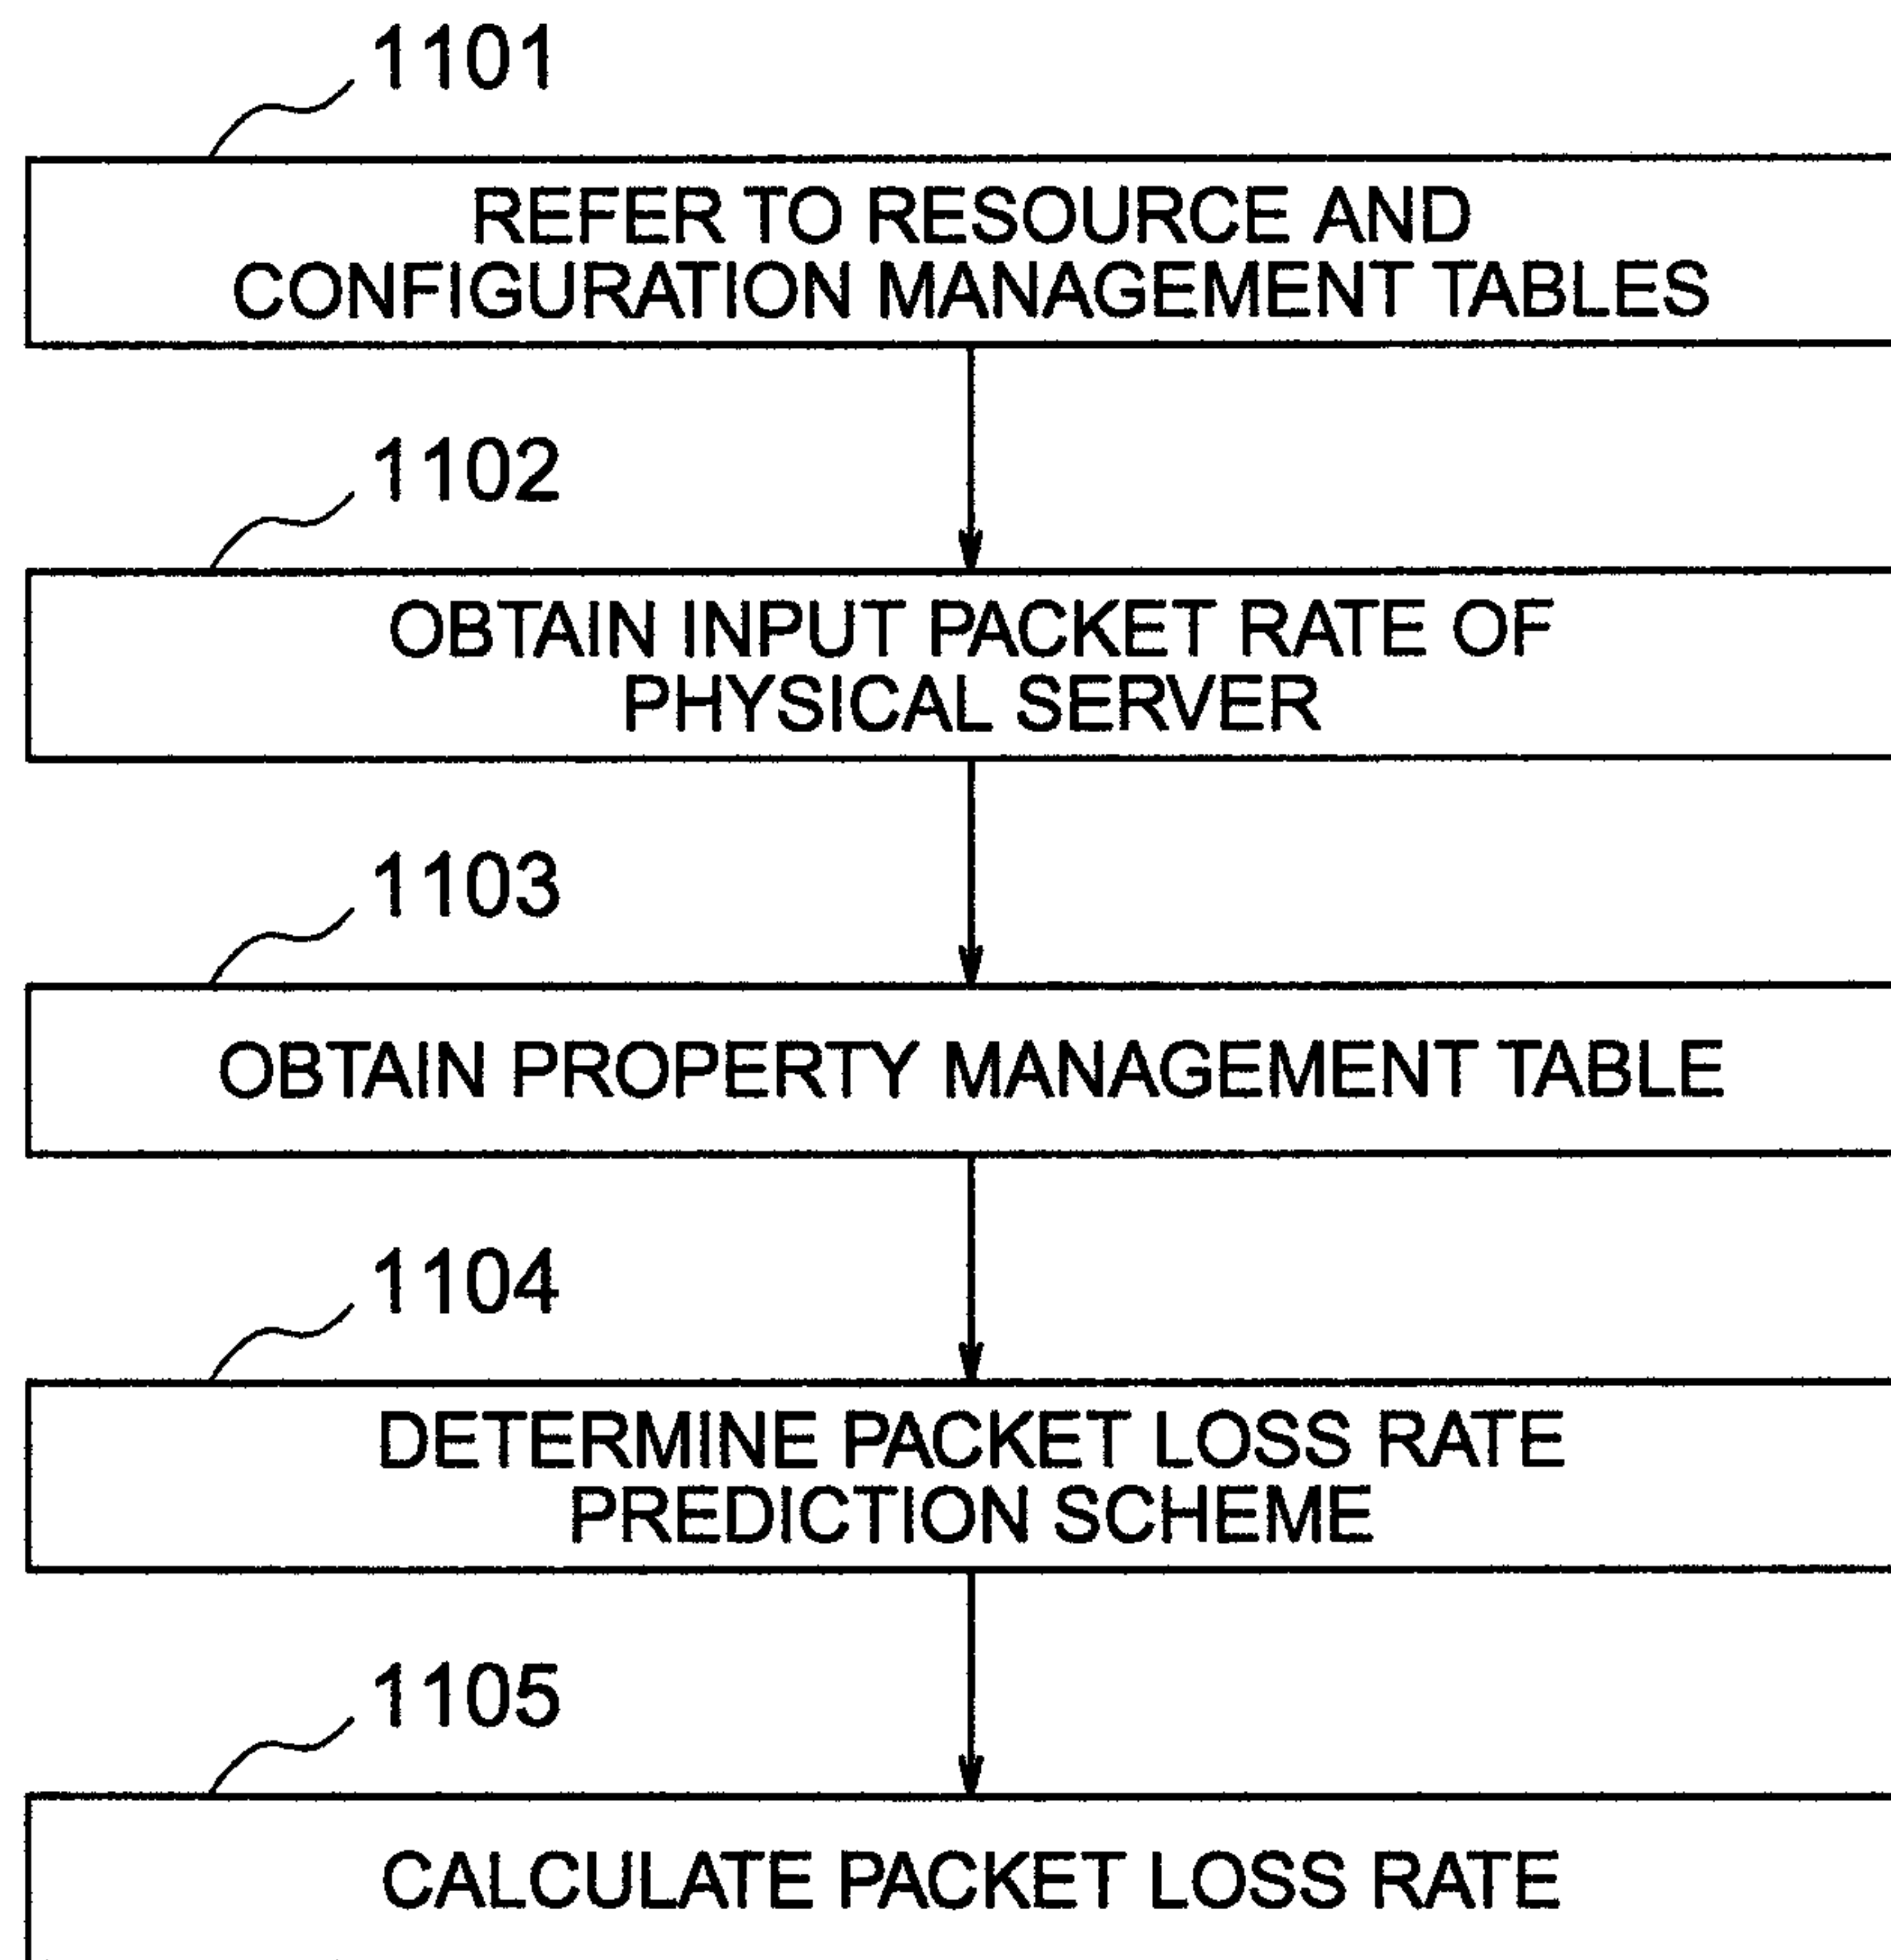 1101
REFER TO RESOURCE AND
CONFIGURATION MANAGEMENT TABLES
1102
OBTAIN INPUT PACKET RATE OF
PHYSICAL SERVER
1103
OBTAIN PROPERTY MANAGEMENT TABLE
1104
DETERMINE PACKET LOSS RATE
PREDICTION SCHEME
1105
CALCULATE PACKET LOSS RATE